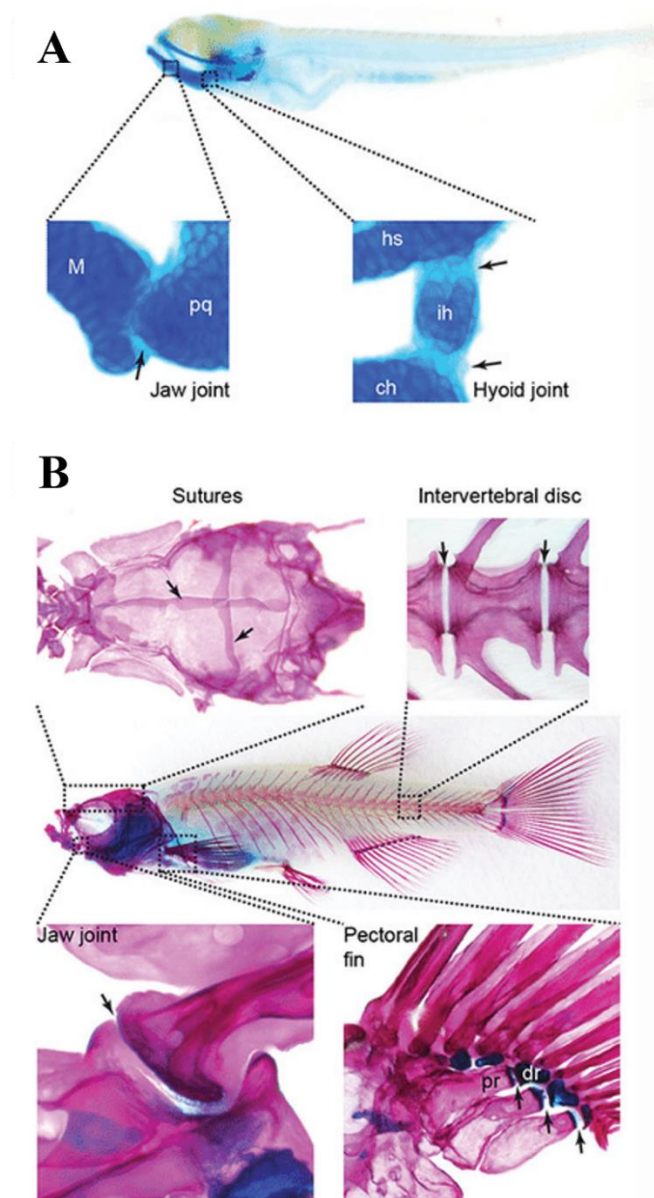 A
M
pq
Jaw joint
hs
ih
ch
Hyoid joint
B
Sutures
Intervertebral disc
Jaw joint
Pectoral
fin
pr
dr